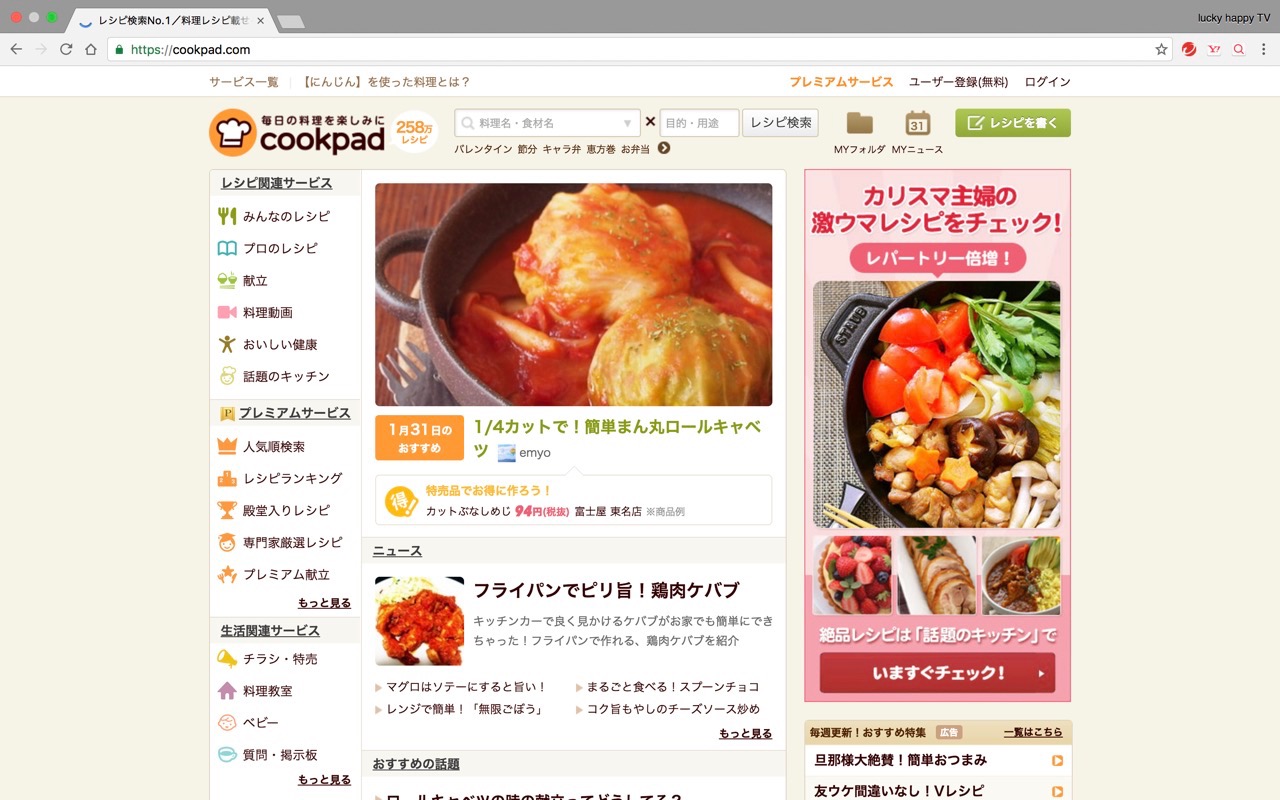 レシピ検索No.1／料理レシピ載せ
lucky happy TV
https://cookpad.com
サービス一覧
【にんじん】を使った料理とは？
プレミアムサービス
ユーザー登録(無料)
ログイン
毎日の料理を楽しみに
cookpad
258万
レシピ
料理名・食材名
×
目的・用途
レシピ検索
バレンタイン 節分 キャラ弁 恵方巻 お弁当
31
MYフォルダ
MYニュース
レシピを書く
レシピ関連サービス
みんなのレシピ
プロのレシピ
献立
料理動画
おいしい健康
話題のキッチン
P プレミアムサービス
人気順検索
レシピランキング
殿堂入りレシピ
専門家厳選レシピ
プレミアム献立
もっと見る
生活関連サービス
チラシ・特売
料理教室
ベビー
質問・掲示板
もっと見る
1月31日の
おすすめ
1/4カットで！簡単まん丸ロールキャベ
ツ emyo
得!
特売品でお得に作ろう！
カットぶなしめじ 94円(税抜) 富士屋 東名店 ※商品例
ニュース
フライパンでピリ旨！鶏肉ケバブ
キッチンカーで良く見かけるケバブがお家でも簡単にでき
ちゃった！フライパンで作れる、鶏肉ケバブを紹介
マグロはソテーにすると旨い！
まるごと食べる！スプーンチョコ
レンジで簡単！「無限ごぼう」
コク旨もやしのチーズソース炒め
もっと見る
おすすめの話題
ロールキャベツの味の献立ってどうしてる？
カリスマ主婦の
激ウマレシピをチェック!
レパートリー倍増！
STAUB
絶品レシピは「話題のキッチン」で
いますぐチェック！
毎週更新！おすすめ特集
広告
一覧はこちら
旦那様大絶賛！簡単おつまみ
友ウケ間違いなし！Vレシピ